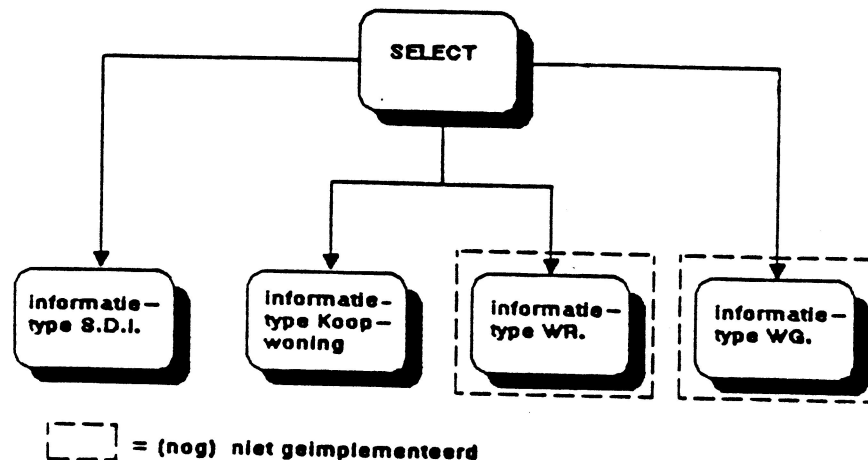 SELECT
informatie-
type S.D.I.
informatie-
type Koop-
woning
informatie-
type WR.
informatie-
type WG.
= (nog) niet geimplementeerd